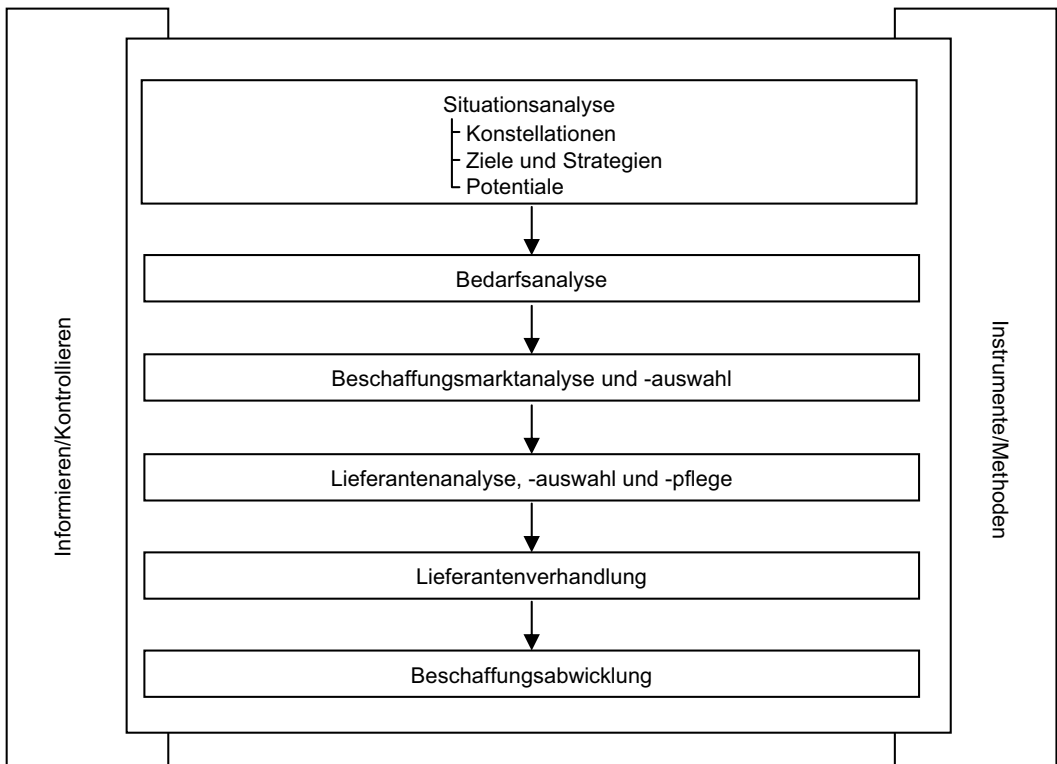 Informieren/Kontrollieren
Situationsanalyse
Konstellationen
Ziele und Strategien
Potentiale
Bedarfsanalyse
Beschaffungsmarktanalyse und -auswahl
Lieferantenanalyse, -auswahl und -pflege
Lieferantenverhandlung
Beschaffungsabwicklung
Instrumente/Methoden